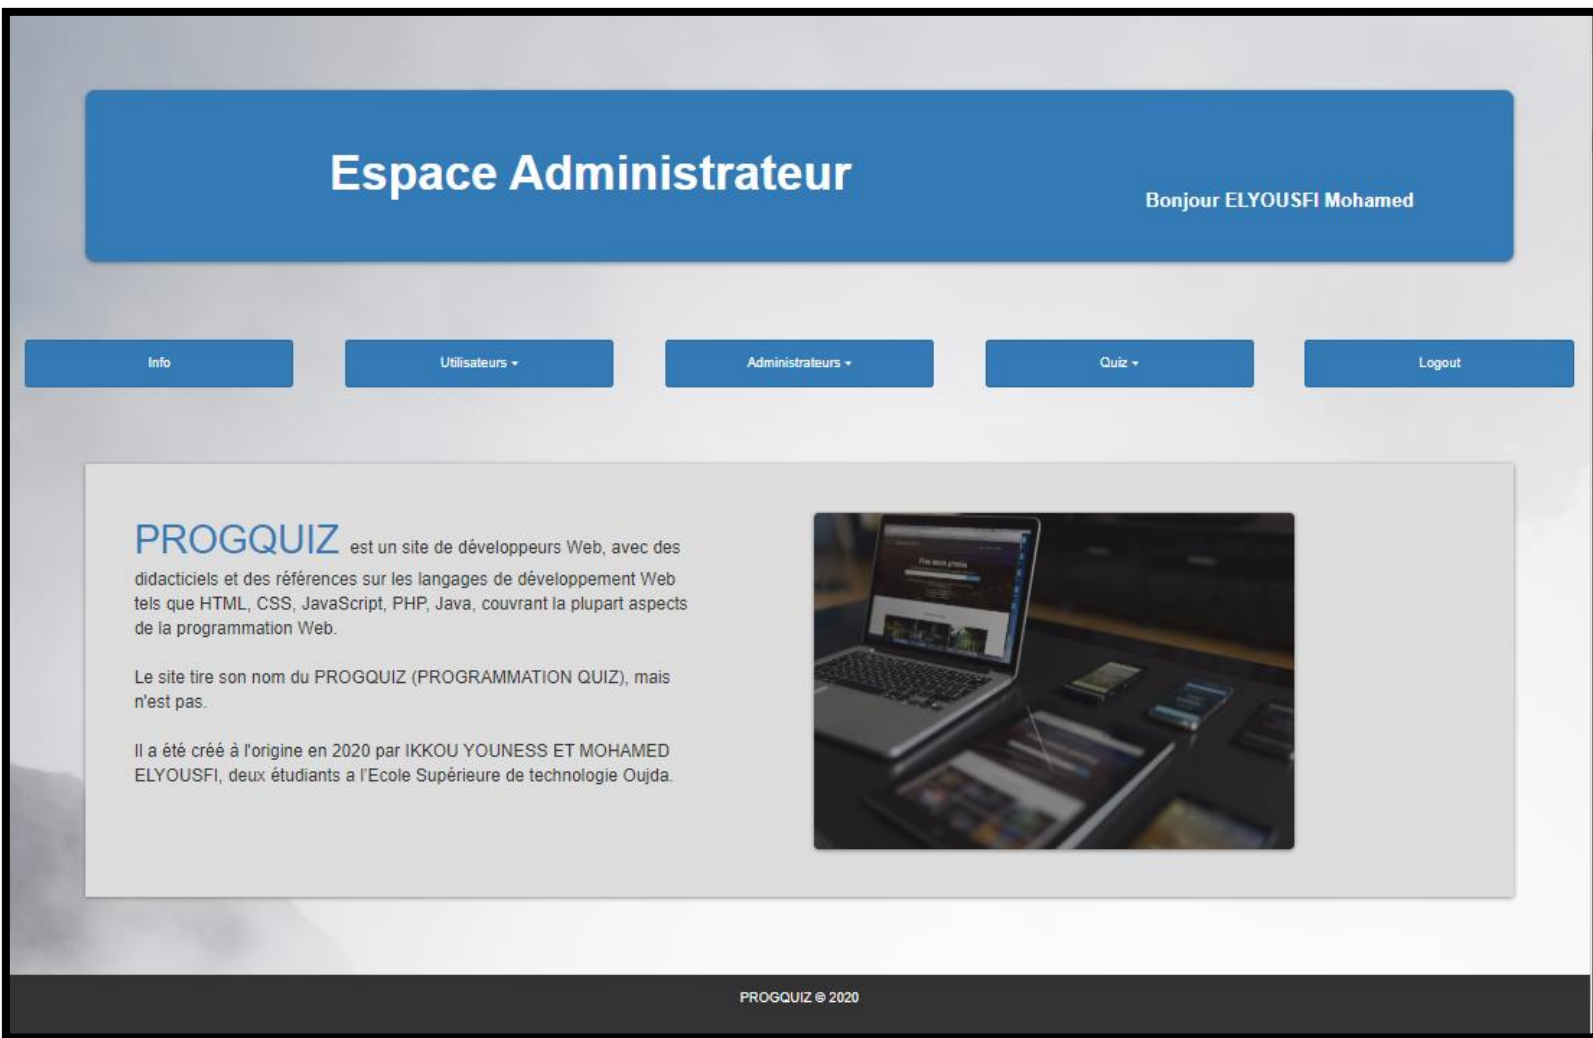 Espace Administrateur
Bonjour ELYOUSFI Mohamed
Info
Utilisateurs
Administrateurs
Quiz
Logout
PROGQUIZ est un site de développeurs Web, avec des
didacticiels et des références sur les langages de développement Web
tels que HTML, CSS, JavaScript, PHP, Java, couvrant la plupart aspects
de la programmation Web.
Le site tire son nom du PROGQUIZ (PROGRAMMATION QUIZ), mais
n'est pas.
Il a été créé à l'origine en 2020 par IKKOU YOUNESS ET MOHAMED
ELYOUSFI, deux étudiants a l'Ecole Supérieure de technologie Oujda.
Free stock photos
PROGQUIZ © 2020